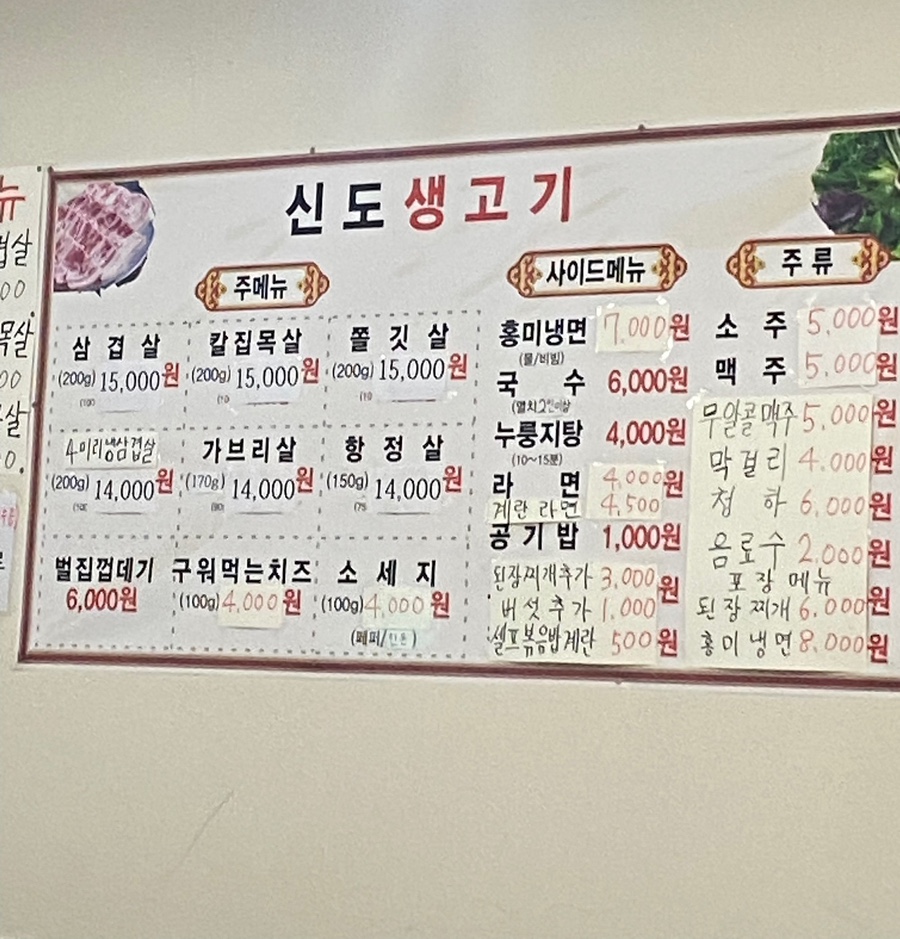 신도생고기
주메뉴
삼겹살
(200g) 15,000원
칼집목살
(200g) 15,000원
쫄깃살
(200g) 15,000원
4미리냉삼겹살
(200g) 14,000원
가브리살
(170g) 14,000원
항정살
(150g) 14,000원
벌집껍데기
6,000원
구워먹는치즈
(100g) 4,000원
소세지
(100g) 4,000원
사이드메뉴
홍미냉면 7,000원
(물/비빔)
국수 6,000원
누룽지탕 4,000원
(10~15분)
라면 4,000원
계란 라면 4,500
공기밥 1,000원
된장찌개추가 3,000원
버섯추가 1,000
셀프볶음밥계란 500원
주류
소주 5,000원
맥주 5,000원
무알콜맥주 5,000원
막걸리 4,000원
청하 6,000원
음료수 2,000원
포장 메뉴
된장찌개 6,000원
홍미냉면 8,000원